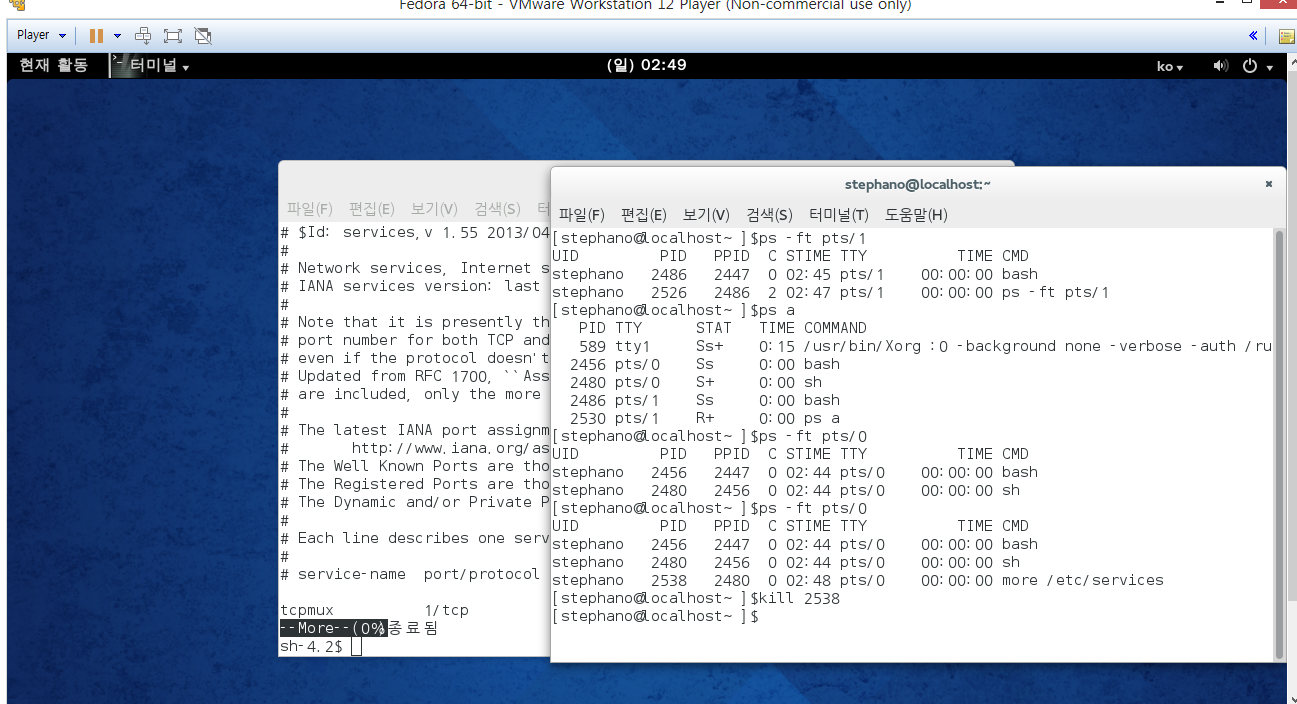 Fedora 64-bit - VMware Workstation 12 Player (Non-commercial use only)
Player
현재 활동 터미널 (일) 02:49 ko
파일(F) 편집(E) 보기(V) 검색(S) 터
# $Id: services,v 1.55 2013/04
#
# Network services, Internet s
# IANA services version: last
#
# Note that it is presently th
# port number for both TCP and
# even if the protocol doesn't
# Updated from RFC 1700, ``Ass
# are included, only the more
#
# The latest IANA port assignm
#       http://www.iana.org/as
# The Well Known Ports are tho
# The Registered Ports are tho
# The Dynamic and/or Private P
#
# Each line describes one serv
#
# service-name  port/protocol
tcpmux          1/tcp
--More--(0%)종료됨
sh-4.2$
stephano@localhost:~
파일(F) 편집(E) 보기(V) 검색(S) 터미널(T) 도움말(H)
[stephano@localhost~ ]$ps -ft pts/1
UID         PID   PPID  C STIME TTY          TIME CMD
stephano   2486   2447  0 02:45 pts/1    00:00:00 bash
stephano   2526   2486  2 02:47 pts/1    00:00:00 ps -ft pts/1
[stephano@localhost~ ]$ps a
   PID TTY      STAT   TIME COMMAND
   589 tty1     Ss+    0:15 /usr/bin/Xorg :0 -background none -verbose -auth /ru
  2456 pts/0    Ss     0:00 bash
  2480 pts/0    S+     0:00 sh
  2486 pts/1    Ss     0:00 bash
  2530 pts/1    R+     0:00 ps a
[stephano@localhost~ ]$ps -ft pts/0
UID         PID   PPID  C STIME TTY          TIME CMD
stephano   2456   2447  0 02:44 pts/0    00:00:00 bash
stephano   2480   2456  0 02:44 pts/0    00:00:00 sh
[stephano@localhost~ ]$ps -ft pts/0
UID         PID   PPID  C STIME TTY          TIME CMD
stephano   2456   2447  0 02:44 pts/0    00:00:00 bash
stephano   2480   2456  0 02:44 pts/0    00:00:00 sh
stephano   2538   2480  0 02:48 pts/0    00:00:00 more /etc/services
[stephano@localhost~ ]$kill 2538
[stephano@localhost~ ]$